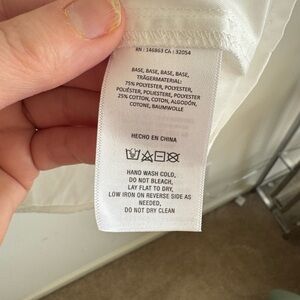 RN : 146863 CA : 32054
BASE, BASE, BASE, BASE,
TRÄGERMATERIAL:
75% POLYESTER, POLYESTER,
POLIÉSTER, POLIESTERE, POLYESTER
25% COTTON, COTON, ALGODÓN,
COTONE, BAUMWOLLE
HECHO EN CHINA
HAND WASH COLD,
DO NOT BLEACH,
LAY FLAT TO DRY,
LOW IRON ON REVERSE SIDE AS
NEEDED,
DO NOT DRY CLEAN